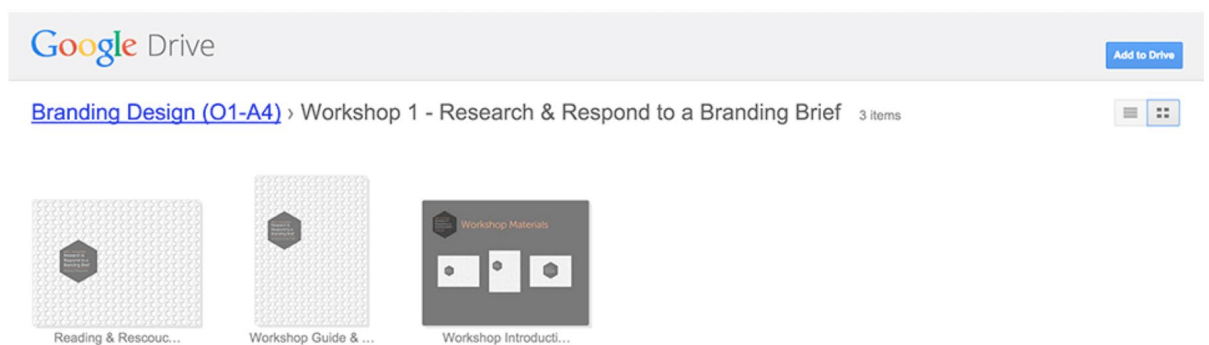 Google Drive
Add to Drive
Branding Design (O1-A4) › Workshop 1 - Research & Respond to a Branding Brief 3 items
Workshop Materials
Reading & Rescouc...
Workshop Guide & ...
Workshop Introducti...